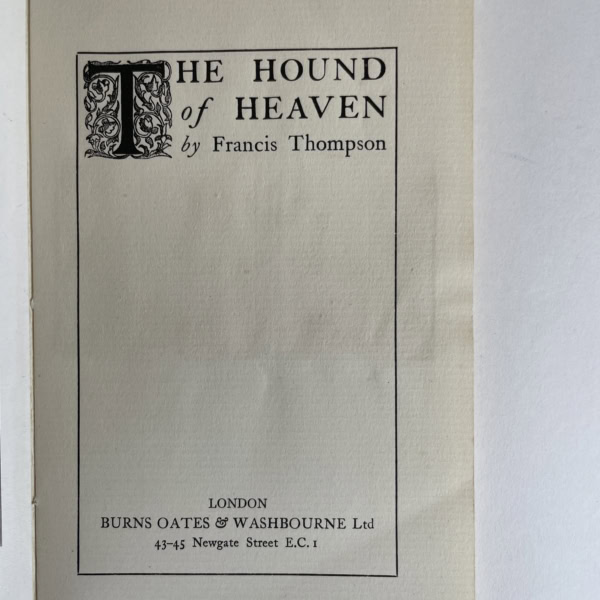 THE HOUND
of HEAVEN
by Francis Thompson
LONDON
BURNS OATES & WASHBOURNE Ltd
43–45 Newgate Street E.C. 1